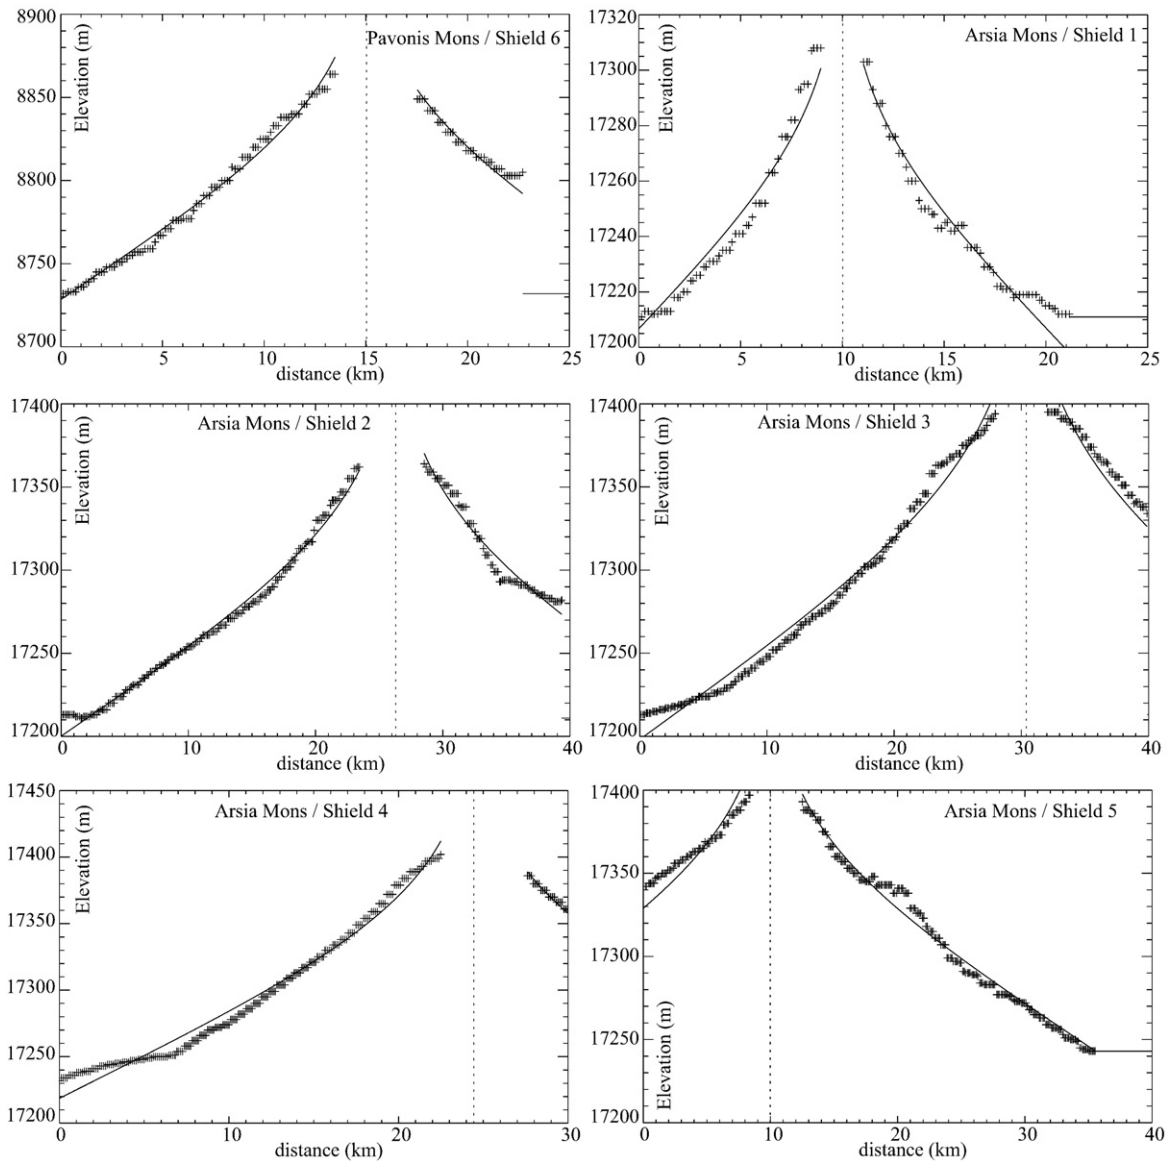 Pavonis Mons / Shield 6
Elevation (m)
8900
8850
8800
8750
8700
0 5 10 15 20 25
distance (km)
Arsia Mons / Shield 1
Elevation (m)
17320
17300
17280
17260
17240
17220
17200
0 5 10 15 20 25
distance (km)
Arsia Mons / Shield 2
Elevation (m)
17400
17350
17300
17250
17200
0 10 20 30 40
distance (km)
Arsia Mons / Shield 3
Elevation (m)
17400
17350
17300
17250
17200
0 10 20 30 40
distance (km)
Arsia Mons / Shield 4
Elevation (m)
17450
17400
17350
17300
17250
17200
0 10 20 30
distance (km)
Arsia Mons / Shield 5
Elevation (m)
17400
17350
17300
17250
17200
0 10 20 30 40
distance (km)